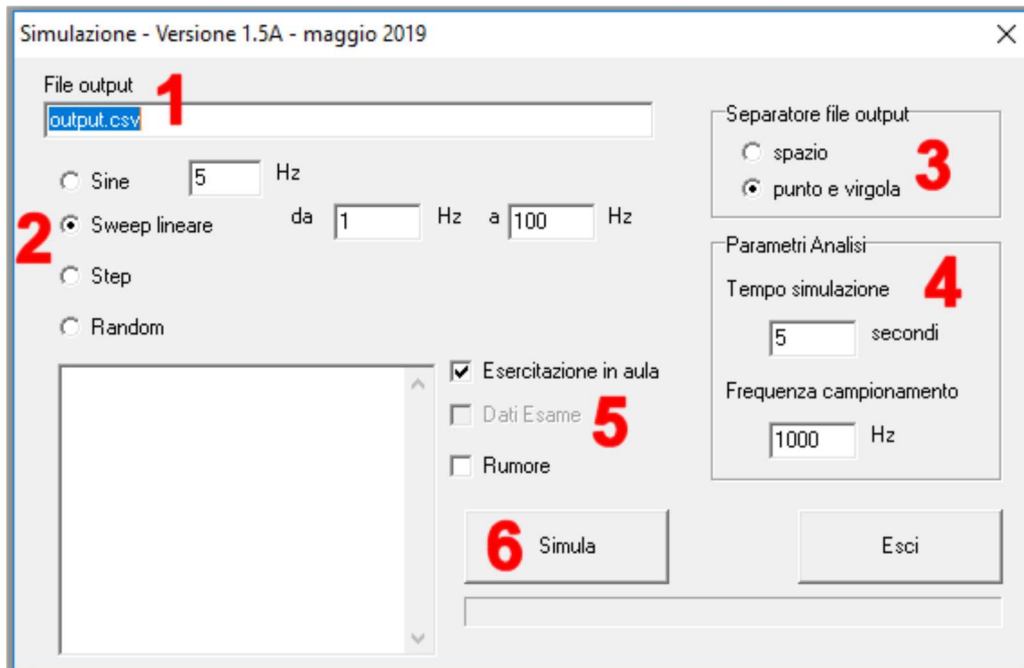 Simulazione - Versione 1.5A - maggio 2019
File output 1
output.csv
Separatore file output
spazio
punto e virgola
3
Sine 5 Hz
2 Sweep lineare da 1 Hz a 100 Hz
Step
Random
Parametri Analisi
4
Tempo simulazione
5 secondi
Frequenza campionamento
1000 Hz
Esercitazione in aula
Dati Esame 5
Rumore
6 Simula
Esci